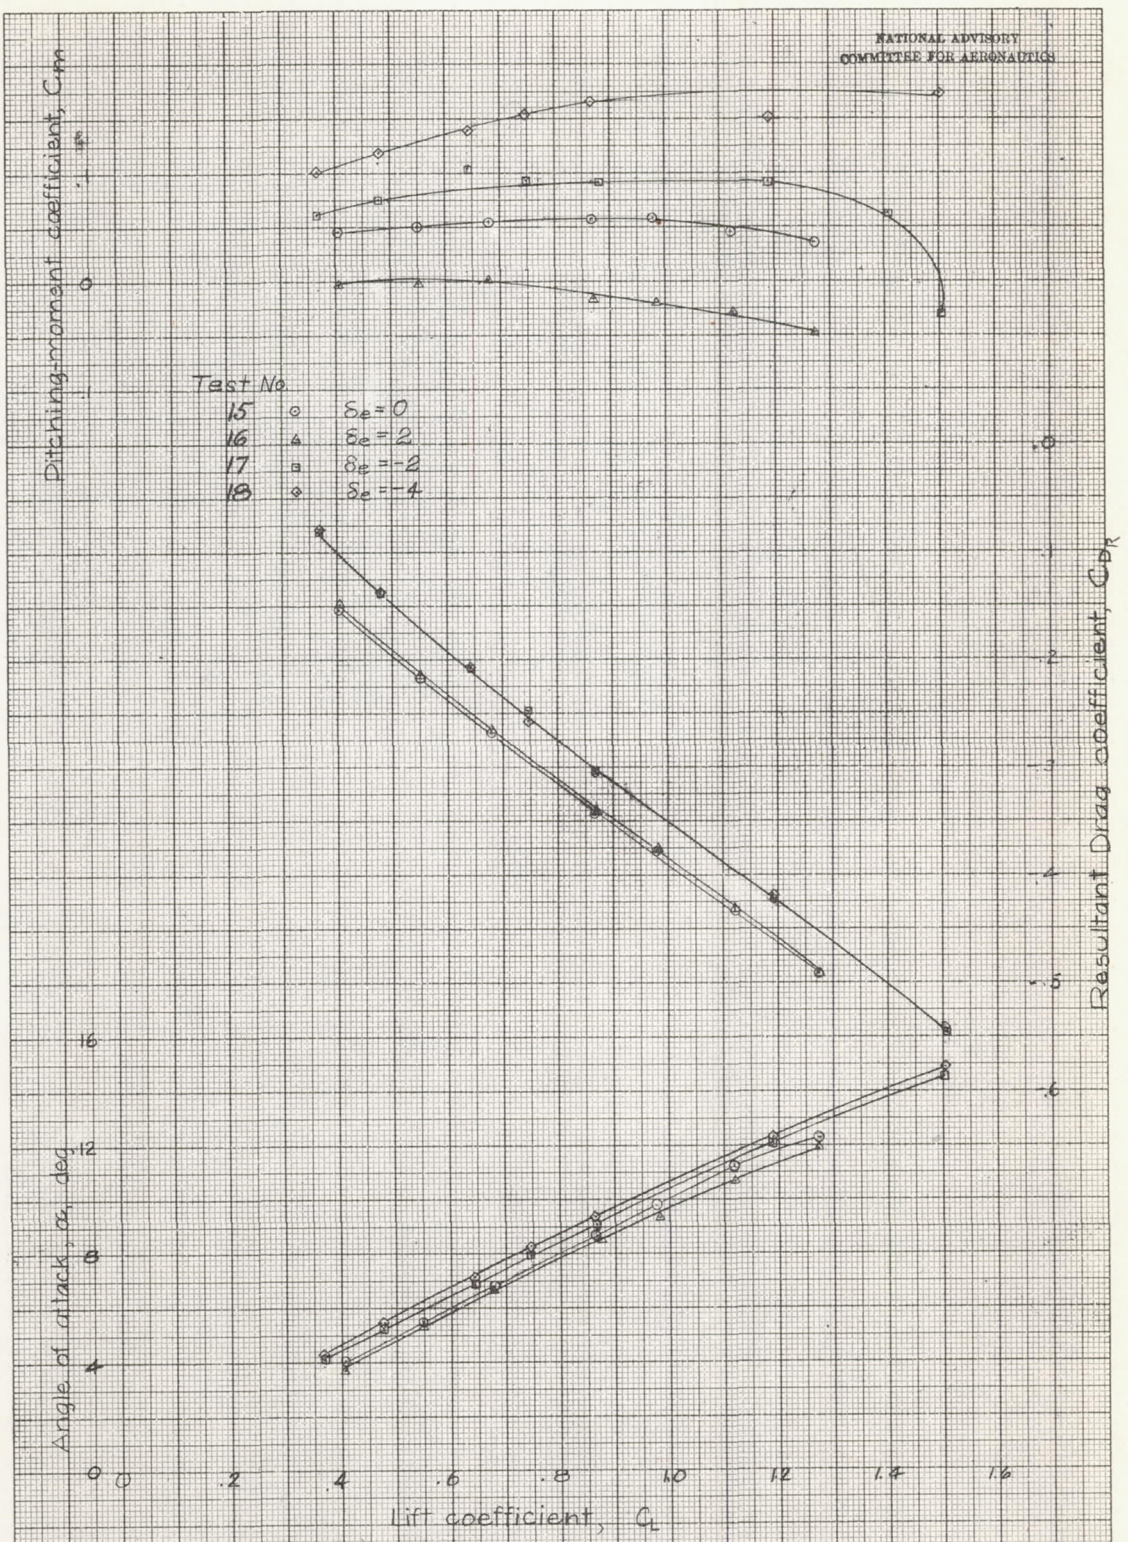 NATIONAL ADVISORY
COMMITTEE FOR AERONAUTICS
Pitching-moment coefficient, Cm
.1
0
-.1
Test No.
15 ⊙ δe = 0
16 △ δe = 2
17 ⊡ δe = -2
18 ◇ δe = -4
.0
-.1
-.2
-.3
-.4
-.5
-.6
Resultant Drag coefficient, CDR
16
12
8
4
0
Angle of attack, α, deg
0 .2 .4 .6 .8 1.0 1.2 1.4 1.6
Lift coefficient, CL